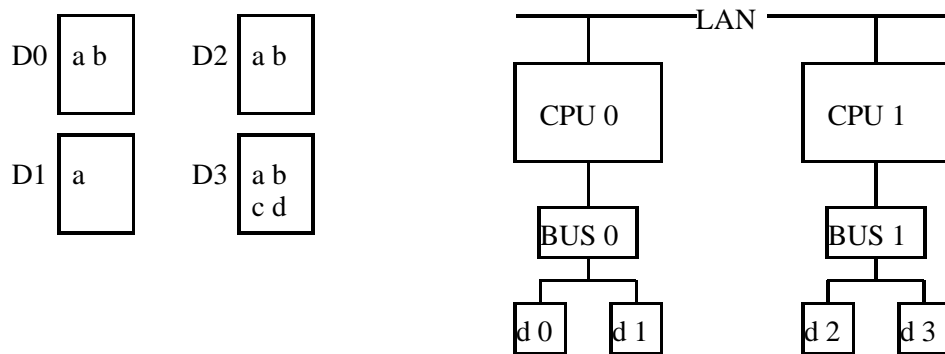 LAN
D0 a b D2 a b
CPU 0 CPU 1
D1 a D3 a b
c d
BUS 0 BUS 1
d 0 d 1 d 2 d 3